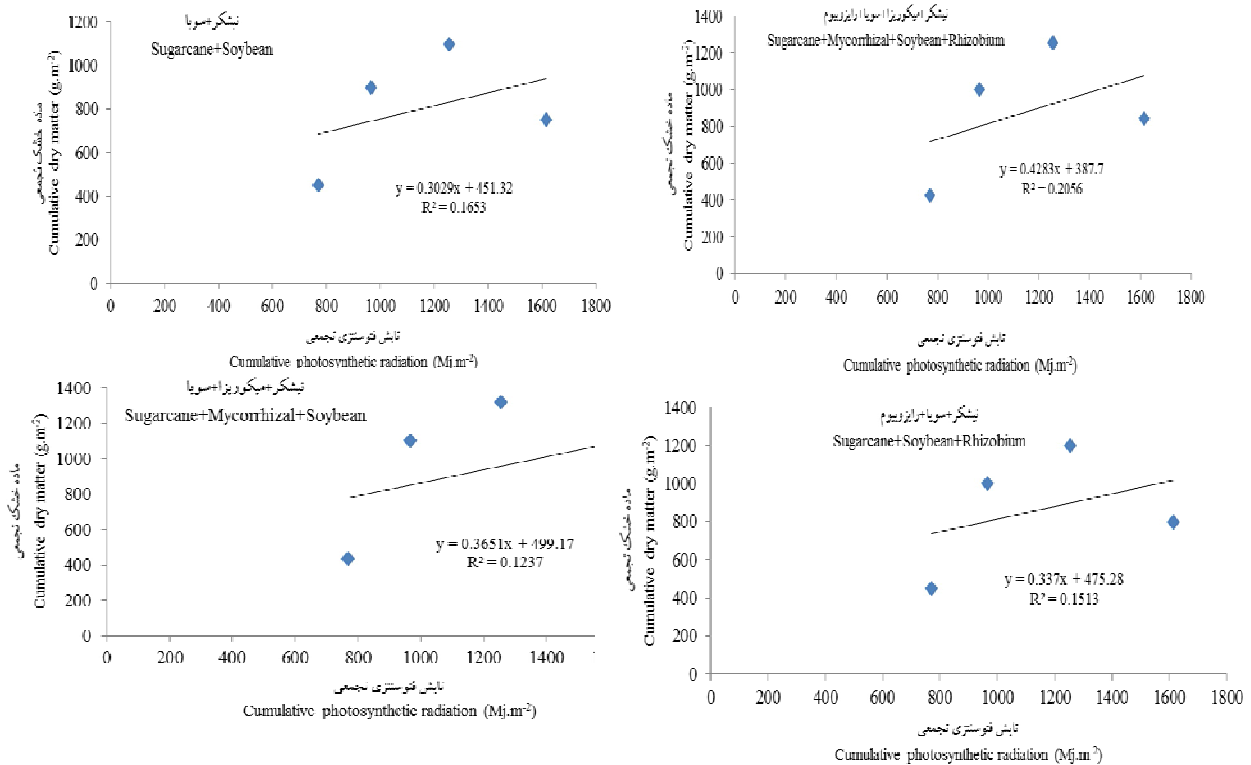 نیشکر+سویا
Sugarcane+Soybean
ماده خشک تجمعی
Cumulative dry matter (g.m-2)
1200
1000
800
600
400
200
0
y = 0.3029x + 451.32
R² = 0.1653
0 200 400 600 800 1000 1200 1400 1600 1800
تابش فتوسنتزی تجمعی
Cumulative photosynthetic radiation (Mj.m-2)
نیشکر+میکوریزا+سویا+رایزوبیوم
Sugarcane+Mycorrhizal+Soybean+Rhizobium
ماده خشک تجمعی
Cumulative dry matter (g.m-2)
1400
1200
1000
800
600
400
200
0
y = 0.4283x + 387.7
R² = 0.2056
0 200 400 600 800 1000 1200 1400 1600 1800
تابش فتوسنتزی تجمعی
Cumulative photosynthetic radiation (Mj.m-2)
نیشکر+میکوریزا+سویا
Sugarcane+Mycorrhizal+Soybean
ماده خشک تجمعی
Cumulative dry matter (g.m-2)
1400
1200
1000
800
600
400
200
0
y = 0.3651x + 499.17
R² = 0.1237
0 200 400 600 800 1000 1200 1400
تابش فتوسنتزی تجمعی
Cumulative photosynthetic radiation (Mj.m-2)
نیشکر+سویا+رایزوبیوم
Sugarcane+Soybean+Rhizobium
ماده خشک تجمعی
Cumulative dry matter (g.m-2)
1400
1200
1000
800
600
400
200
0
y = 0.337x + 475.28
R² = 0.1513
0 200 400 600 800 1000 1200 1400 1600 1800
تابش فتوسنتزی تجمعی
Cumulative photosynthetic radiation (Mj.m-2)